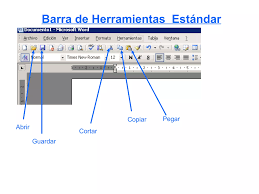 Barra de Herramientas Estándar
Documento1 - Microsoft Word
Archivo Edición Ver Insertar Formato Herramientas Tabla Ventana ?
Normal Times New Roman 12
Abrir
Guardar
Cortar
Copiar
Pegar